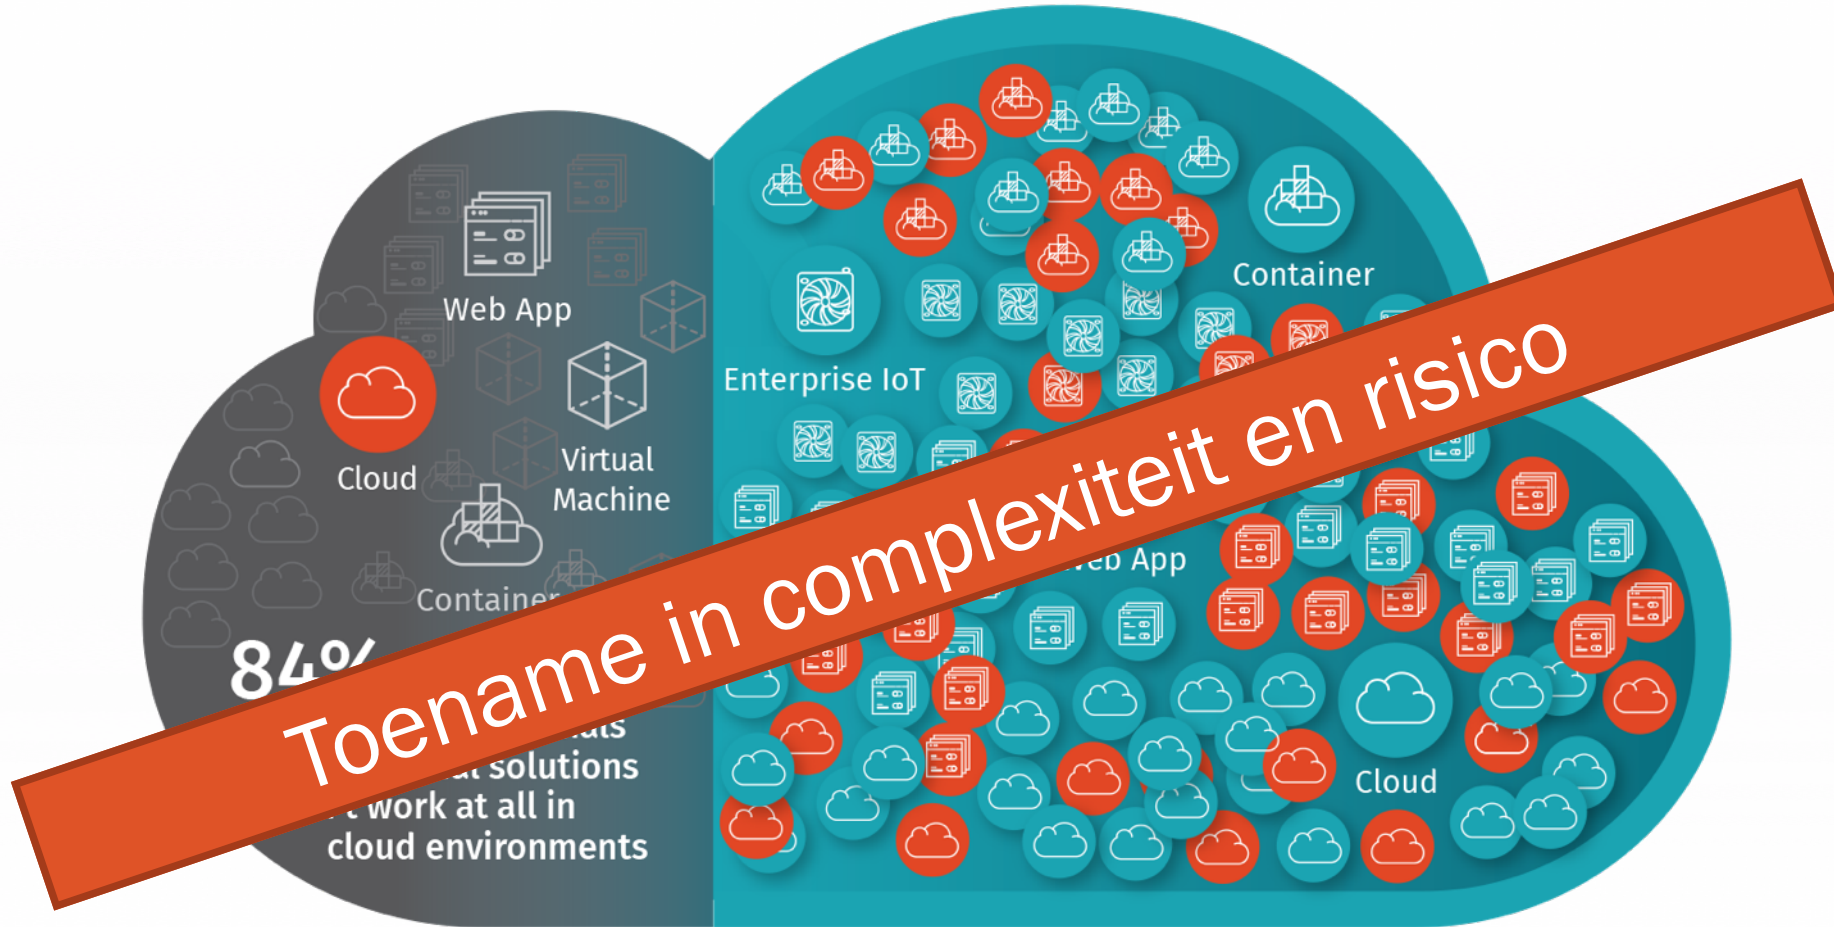 Web App
Cloud
Virtual
Machine
Container
84%
solutions
work at all in
cloud environments
Container
Enterprise IoT
App
Cloud
Toename in complexiteit en risico